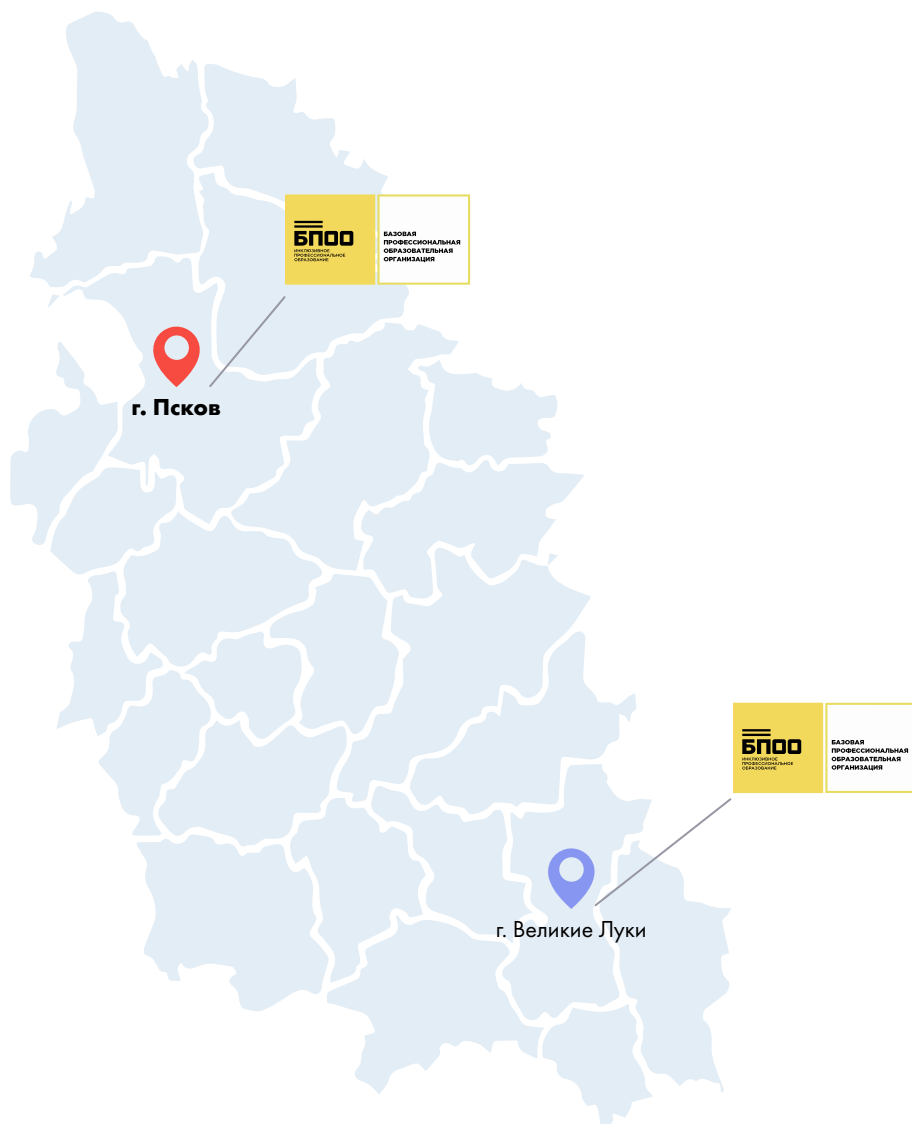 БПОО
ИНКЛЮЗИВНОЕ
ПРОФЕССИОНАЛЬНОЕ
ОБРАЗОВАНИЕ
БАЗОВАЯ
ПРОФЕССИОНАЛЬНАЯ
ОБРАЗОВАТЕЛЬНАЯ
ОРГАНИЗАЦИЯ
г. Псков
БПОО
ИНКЛЮЗИВНОЕ
ПРОФЕССИОНАЛЬНОЕ
ОБРАЗОВАНИЕ
БАЗОВАЯ
ПРОФЕССИОНАЛЬНАЯ
ОБРАЗОВАТЕЛЬНАЯ
ОРГАНИЗАЦИЯ
г. Великие Луки